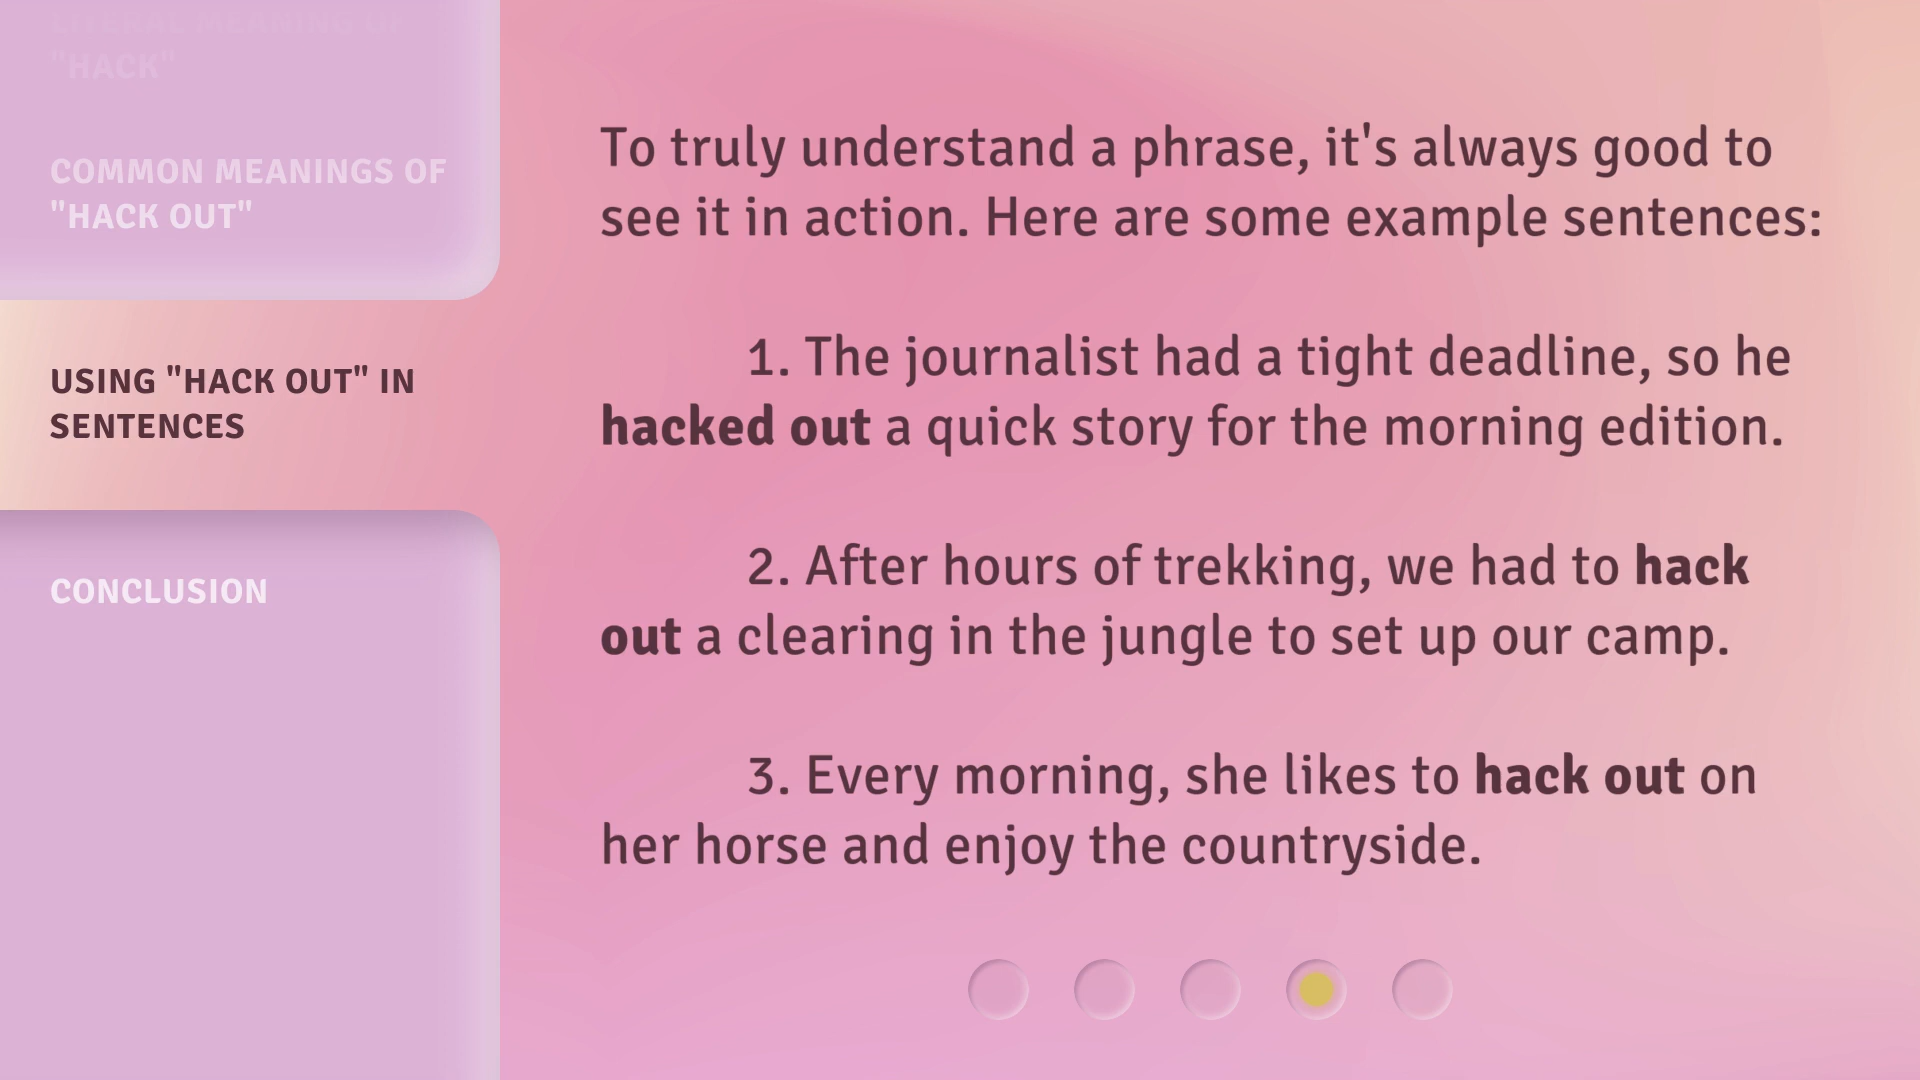 "HACK"
COMMON MEANINGS OF
"HACK OUT"
USING "HACK OUT" IN
SENTENCES
CONCLUSION
To truly understand a phrase, it's always good to
see it in action. Here are some example sentences:
1. The journalist had a tight deadline, so he
hacked out a quick story for the morning edition.
2. After hours of trekking, we had to hack
out a clearing in the jungle to set up our camp.
3. Every morning, she likes to hack out on
her horse and enjoy the countryside.